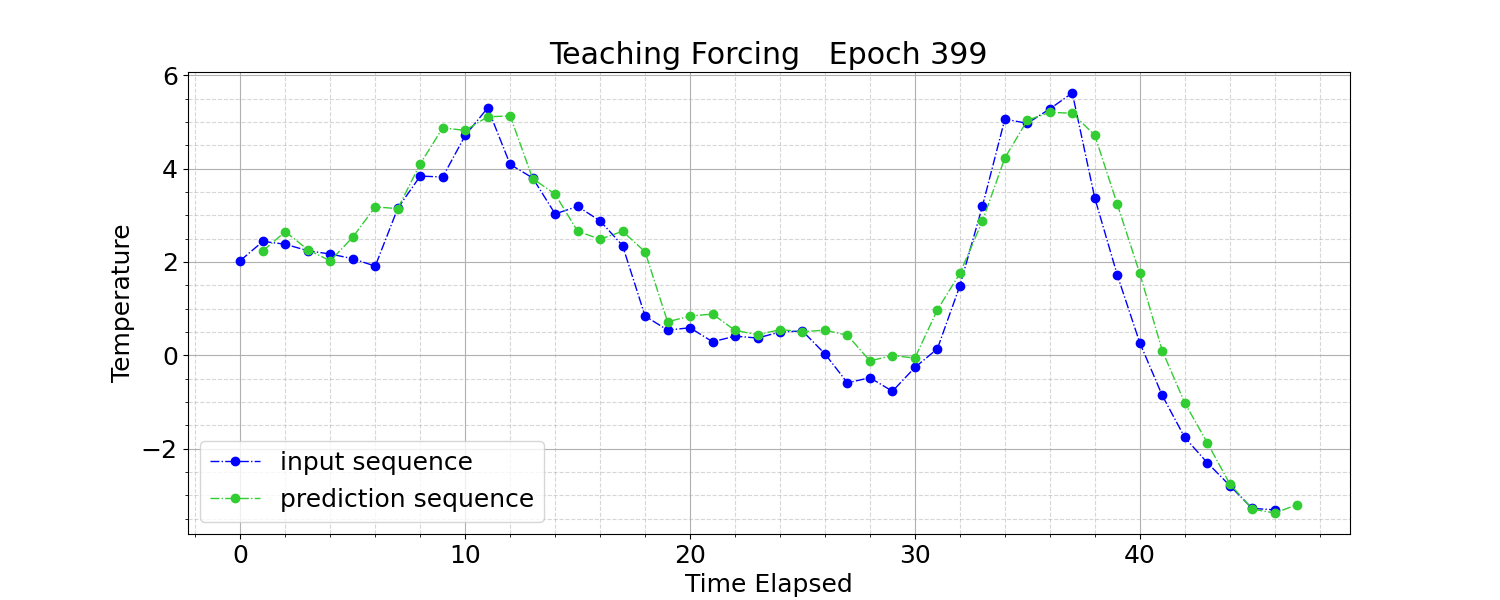 Teaching Forcing   Epoch 399
6
4
2
0
−2
Temperature
input sequence
prediction sequence
0 10 20 30 40
Time Elapsed